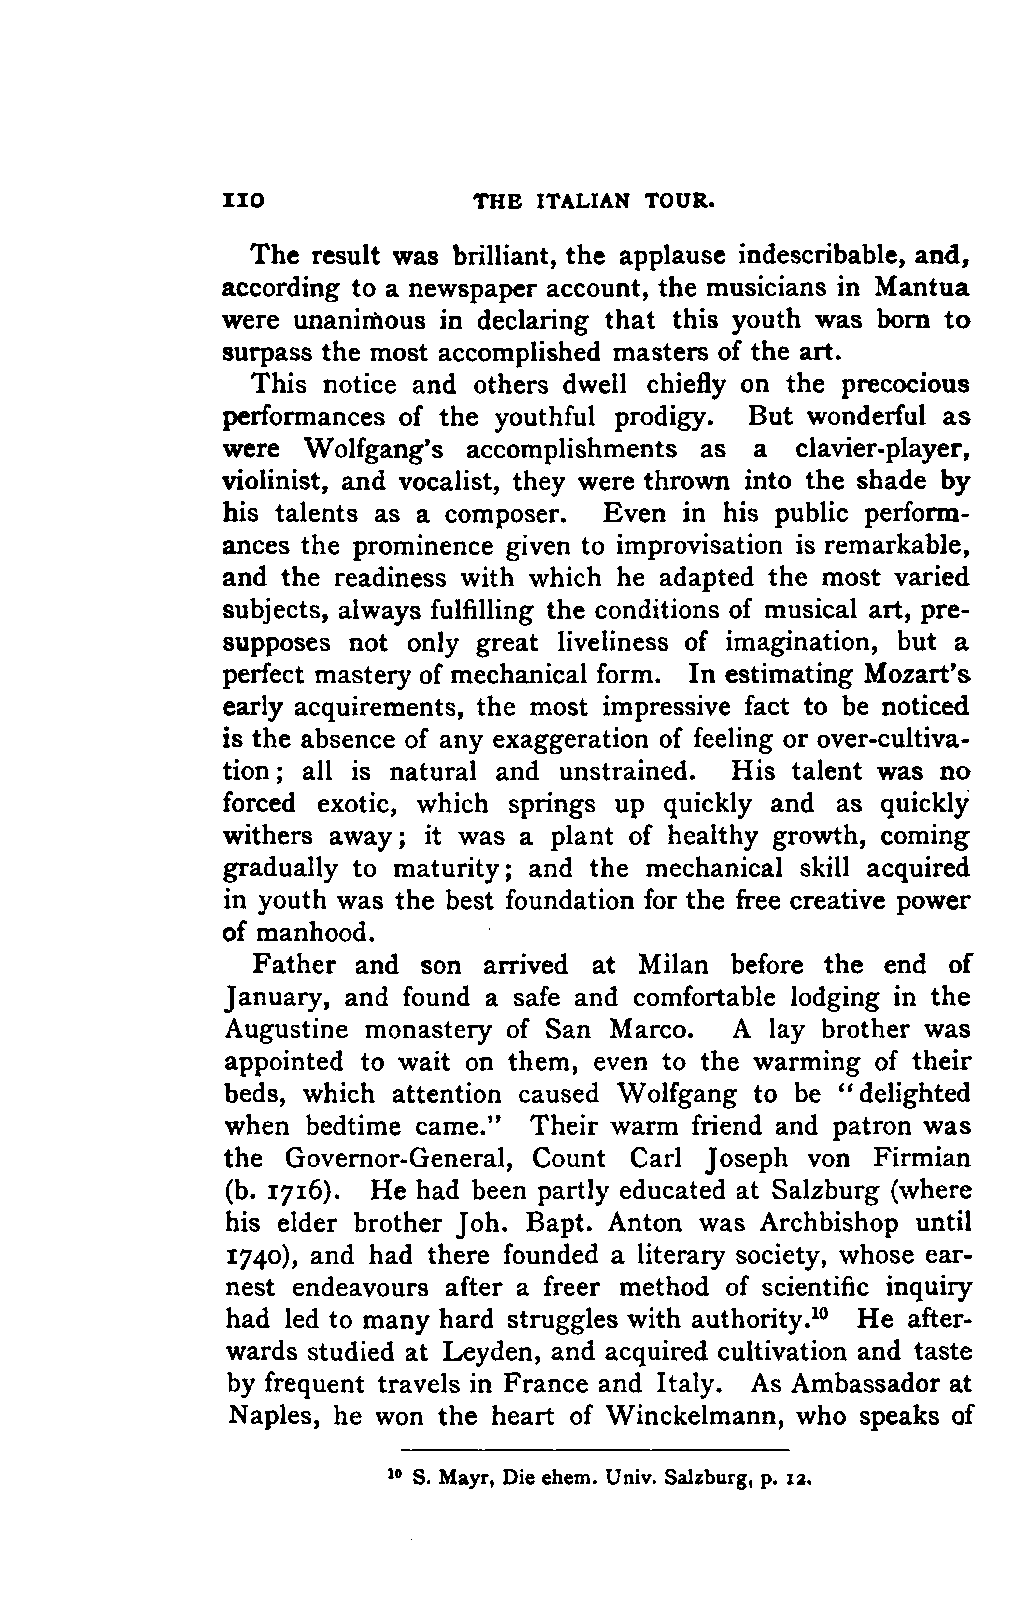 110 THE ITALIAN TOUR.
The result was brilliant, the applause indescribable, and,
according to a newspaper account, the musicians in Mantua
were unanimous in declaring that this youth was born to
surpass the most accomplished masters of the art.
This notice and others dwell chiefly on the precocious
performances of the youthful prodigy. But wonderful as
were Wolfgang's accomplishments as a clavier-player,
violinist, and vocalist, they were thrown into the shade by
his talents as a composer. Even in his public perform-
ances the prominence given to improvisation is remarkable,
and the readiness with which he adapted the most varied
subjects, always fulfilling the conditions of musical art, pre-
supposes not only great liveliness of imagination, but a
perfect mastery of mechanical form. In estimating Mozart's
early acquirements, the most impressive fact to be noticed
is the absence of any exaggeration of feeling or over-cultiva-
tion; all is natural and unstrained. His talent was no
forced exotic, which springs up quickly and as quickly
withers away; it was a plant of healthy growth, coming
gradually to maturity; and the mechanical skill acquired
in youth was the best foundation for the free creative power
of manhood.
Father and son arrived at Milan before the end of
January, and found a safe and comfortable lodging in the
Augustine monastery of San Marco. A lay brother was
appointed to wait on them, even to the warming of their
beds, which attention caused Wolfgang to be "delighted
when bedtime came." Their warm friend and patron was
the Governor-General, Count Carl Joseph von Firmian
(b. 1716). He had been partly educated at Salzburg (where
his elder brother Joh. Bapt. Anton was Archbishop until
1740), and had there founded a literary society, whose ear-
nest endeavours after a freer method of scientific inquiry
had led to many hard struggles with authority.¹⁰ He after-
wards studied at Leyden, and acquired cultivation and taste
by frequent travels in France and Italy. As Ambassador at
Naples, he won the heart of Winckelmann, who speaks of
¹⁰ S. Mayr, Die ehem. Univ. Salzburg, p. 12.